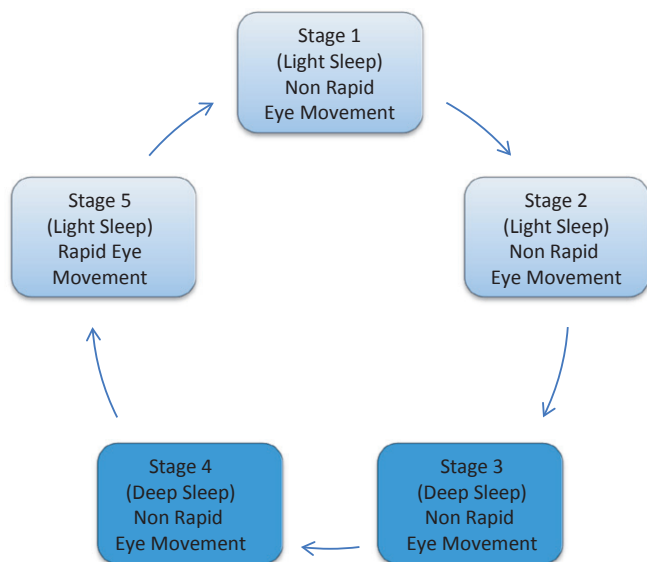 Stage 1
(Light Sleep)
Non Rapid
Eye Movement
Stage 2
(Light Sleep)
Non Rapid
Eye Movement
Stage 3
(Deep Sleep)
Non Rapid
Eye Movement
Stage 4
(Deep Sleep)
Non Rapid
Eye Movement
Stage 5
(Light Sleep)
Rapid Eye
Movement